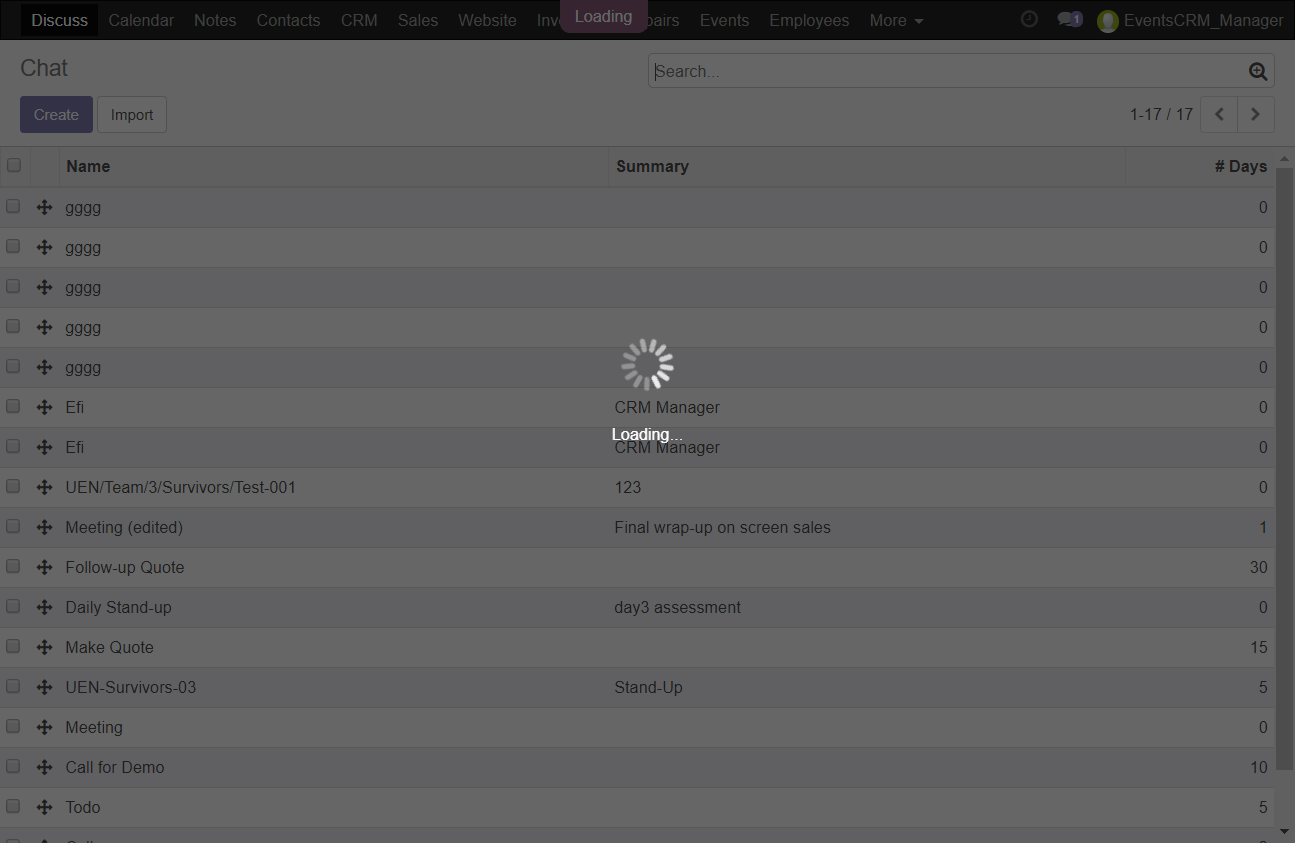 Discuss Calendar Notes Contacts CRM Sales Website Inv Loading pairs Events Employees More 1 EventsCRM_Manager
Chat
Search...
Create Import
1-17 / 17
Name Summary # Days
gggg 0
gggg 0
gggg 0
gggg 0
gggg 0
Efi CRM Manager 0
Loading...
Efi CRM Manager 0
UEN/Team/3/Survivors/Test-001 123 0
Meeting (edited) Final wrap-up on screen sales 1
Follow-up Quote 30
Daily Stand-up day3 assessment 0
Make Quote 15
UEN-Survivors-03 Stand-Up 5
Meeting 0
Call for Demo 10
Todo 5